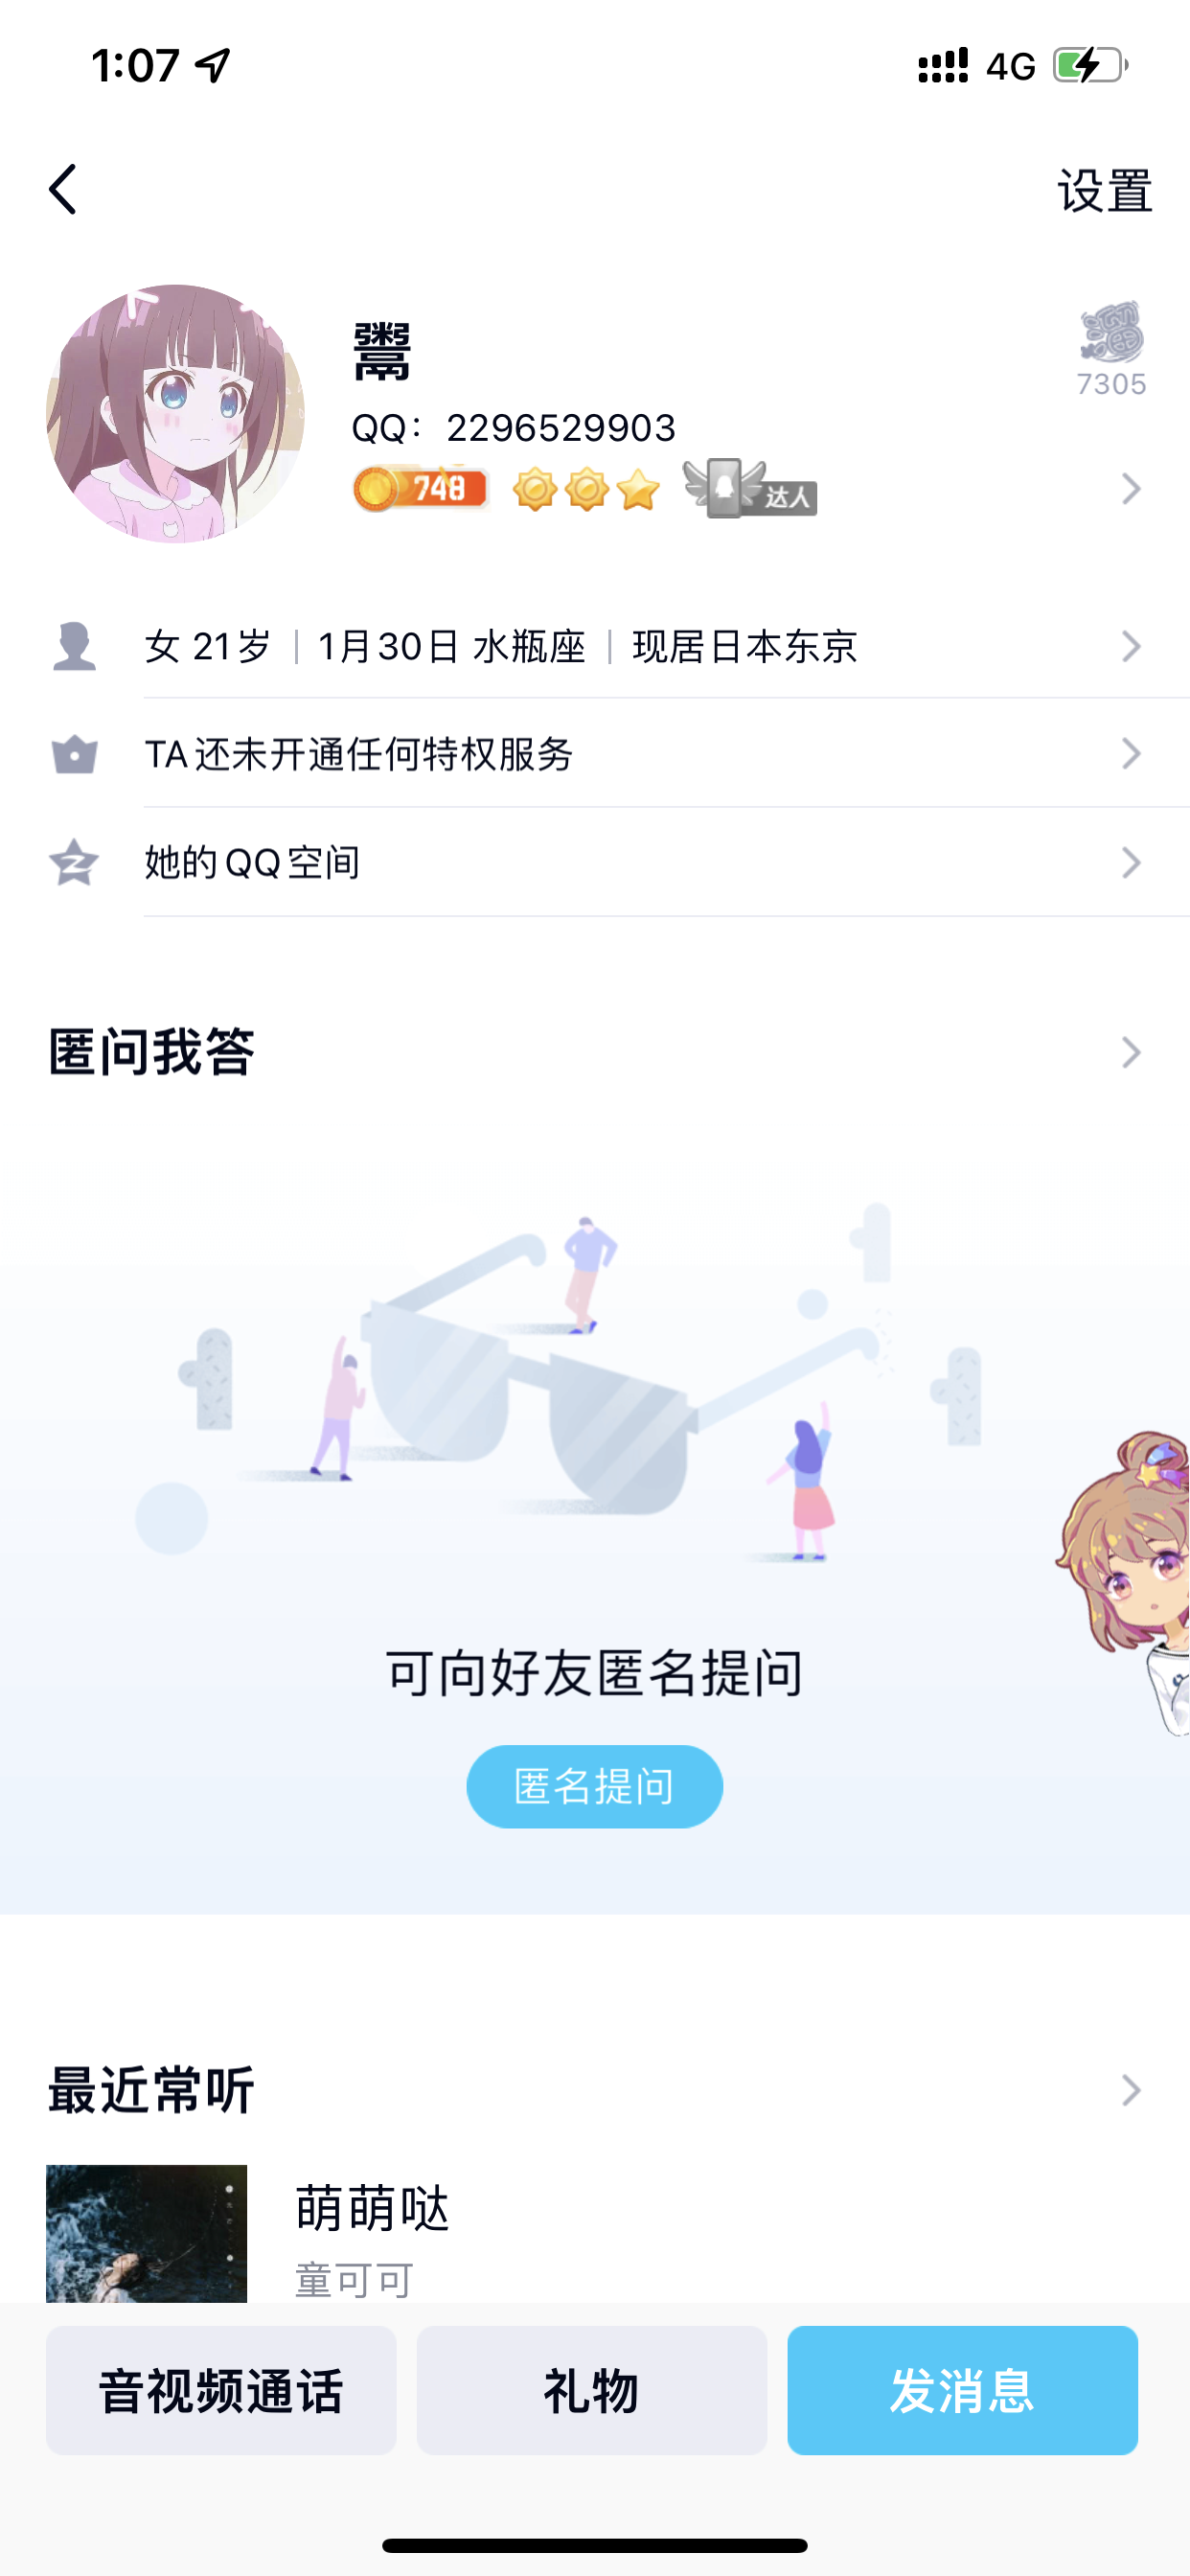 1:07
4G
设置
鬻
QQ：2296529903
7305
748
达人
女 21岁 | 1月30日 水瓶座 | 现居日本东京
TA还未开通任何特权服务
她的QQ空间
匿问我答
可向好友匿名提问
匿名提问
最近常听
萌萌哒
童可可
音视频通话
礼物
发消息